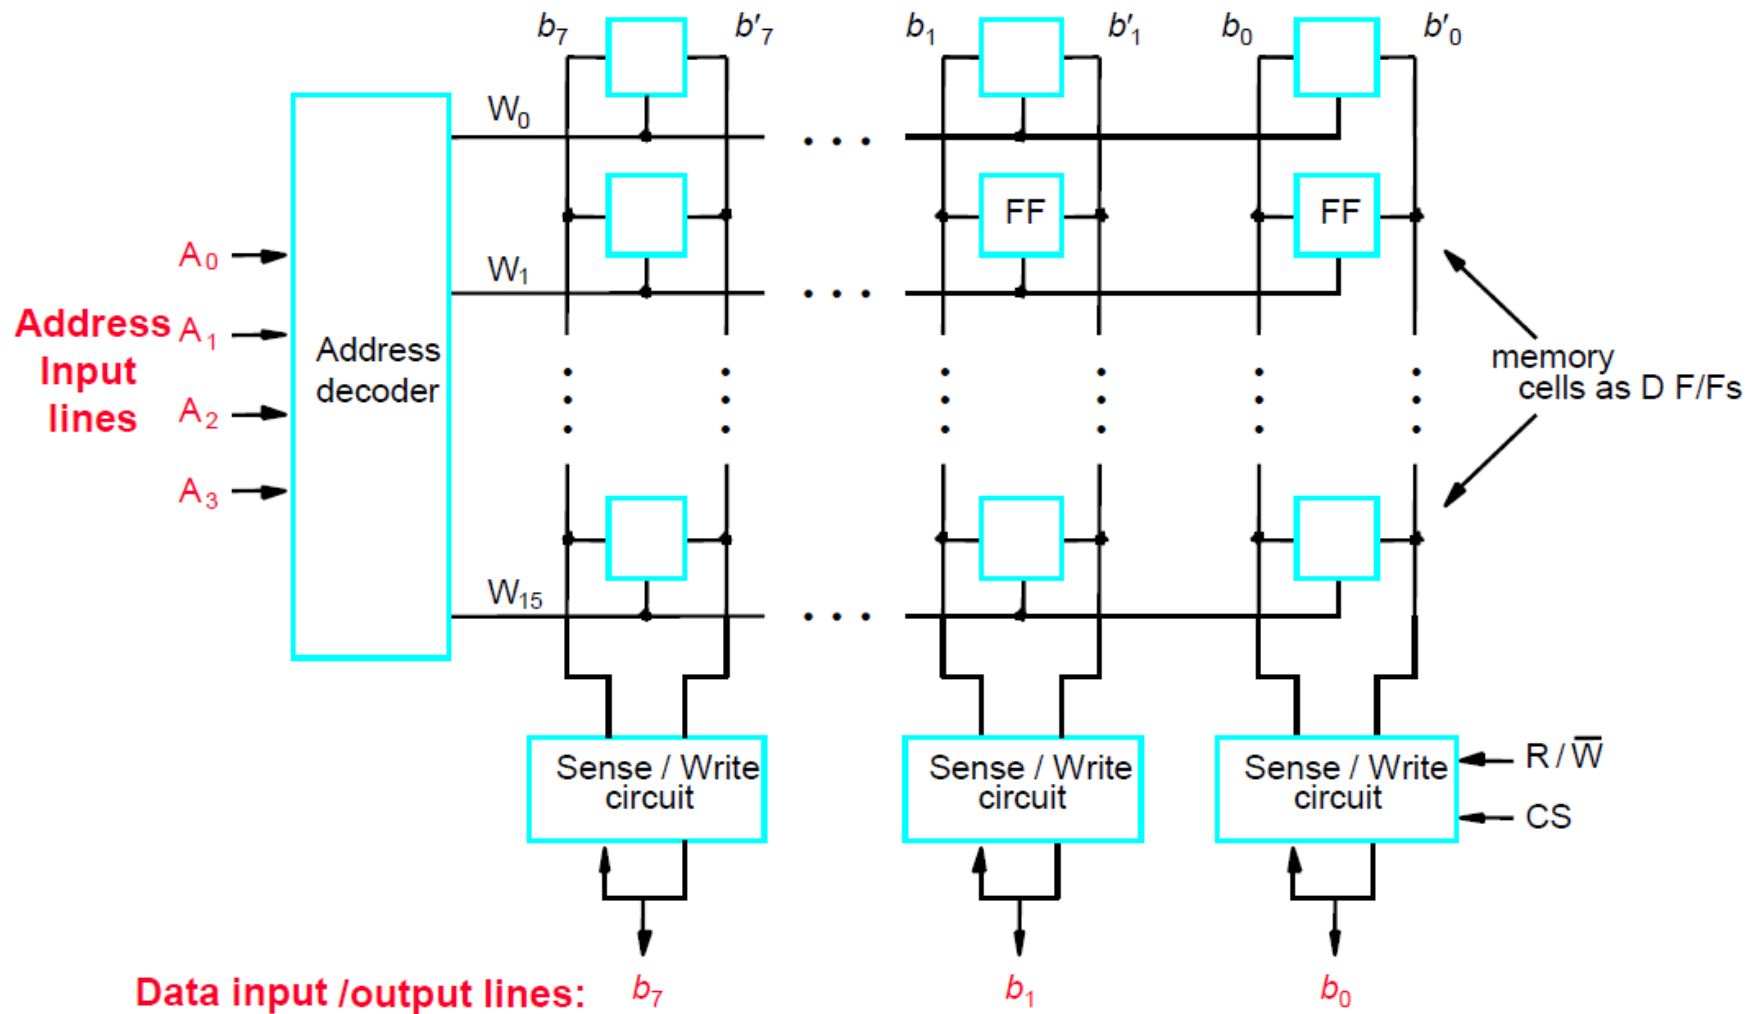 b₇ b′₇ b₁ b′₁ b₀ b′₀
W₀
FF FF
A₀
W₁
Address A₁
Input
lines
A₂
A₃
Address
decoder
memory
cells as D F/Fs
W₁₅
Sense / Write
circuit
Sense / Write
circuit
Sense / Write
circuit
R / W̅
CS
Data input /output lines: b₇ b₁ b₀